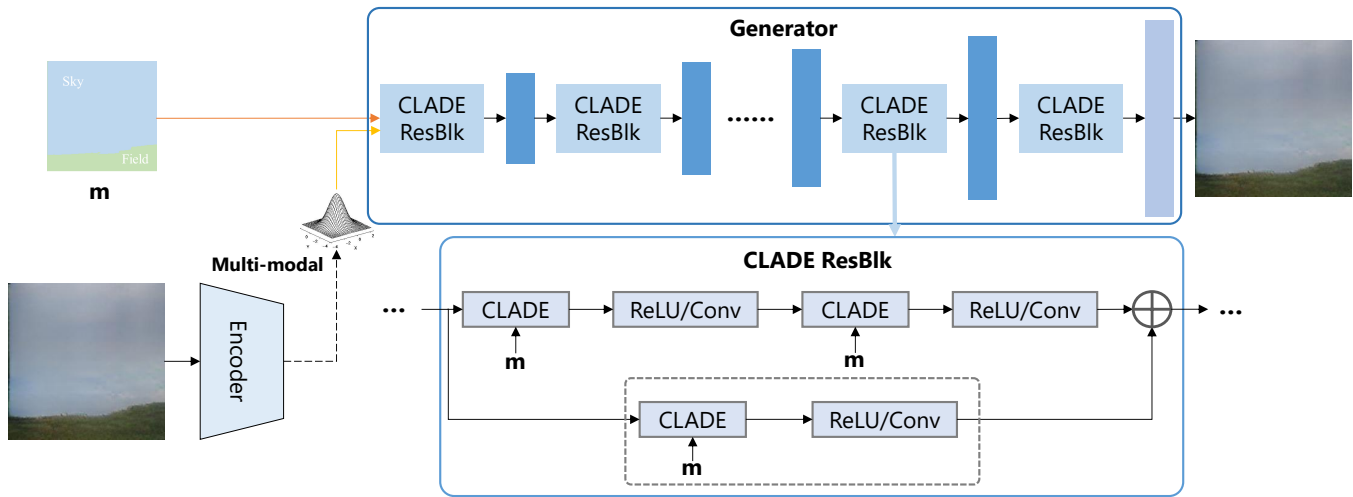 Generator
Sky
Field
m
CLADE
ResBlk
CLADE
ResBlk
......
CLADE
ResBlk
CLADE
ResBlk
Multi-modal
Encoder
CLADE ResBlk
...
CLADE
ReLU/Conv
CLADE
ReLU/Conv
...
m
m
CLADE
ReLU/Conv
m